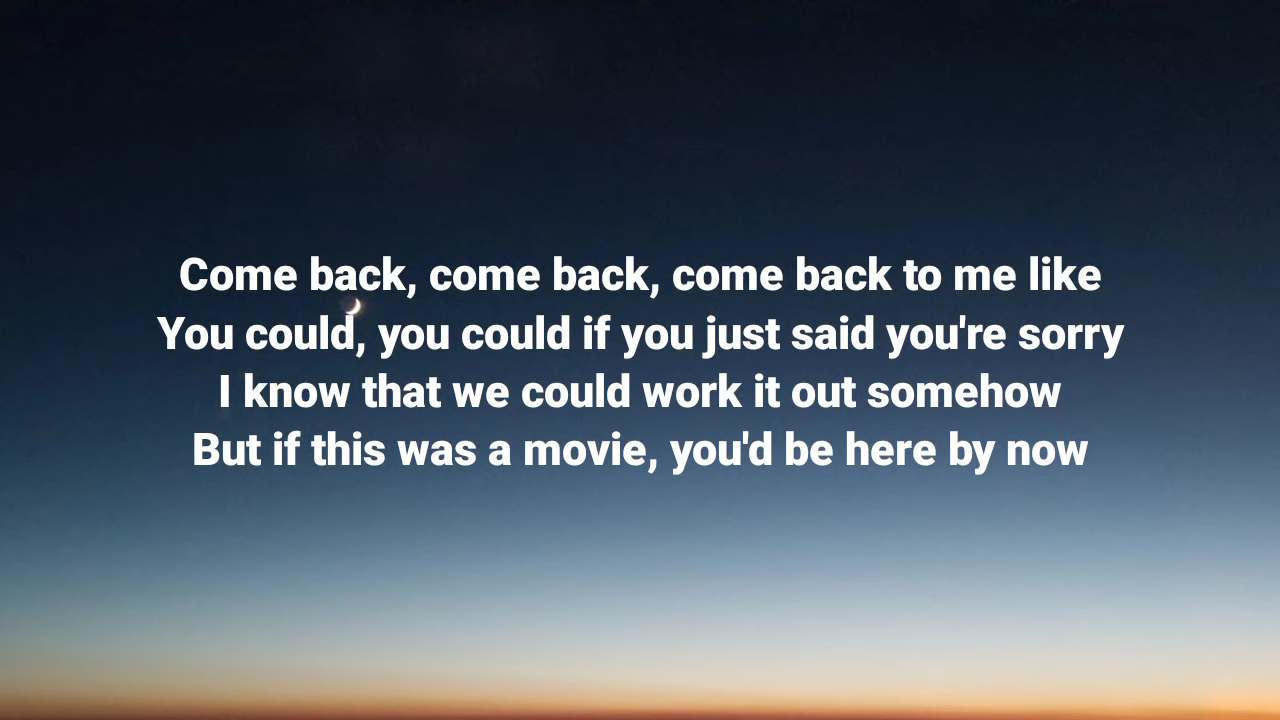 Come back, come back, come back to me like
You could, you could if you just said you're sorry
I know that we could work it out somehow
But if this was a movie, you'd be here by now